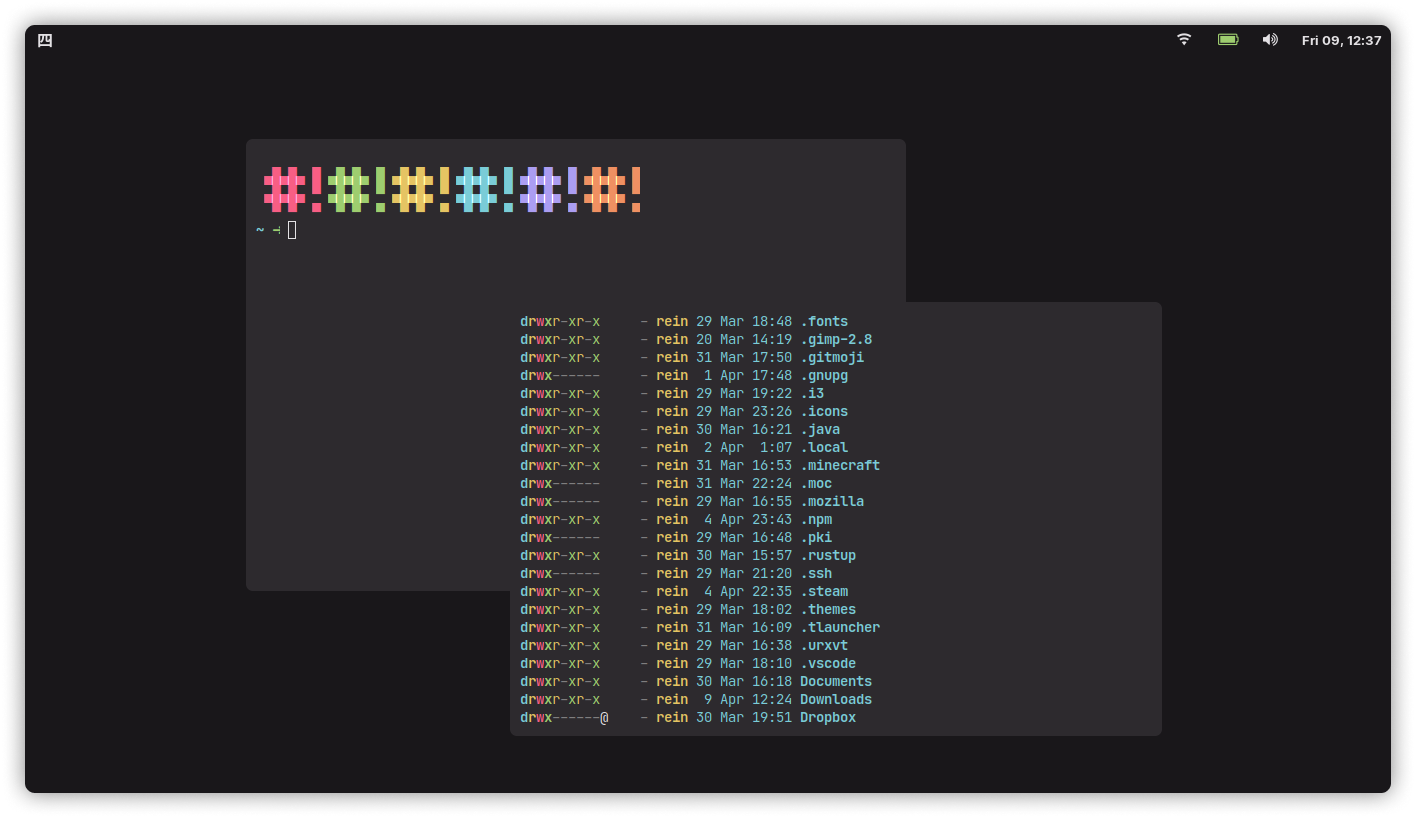 四
Fri 09, 12:37
#!#!#!#!#!#!
~ ⊣
drwxr-xr-x - rein 29 Mar 18:48 .fonts
drwxr-xr-x - rein 20 Mar 14:19 .gimp-2.8
drwxr-xr-x - rein 31 Mar 17:50 .gitmoji
drwx------ - rein 1 Apr 17:48 .gnupg
drwxr-xr-x - rein 29 Mar 19:22 .i3
drwxr-xr-x - rein 29 Mar 23:26 .icons
drwxr-xr-x - rein 30 Mar 16:21 .java
drwxr-xr-x - rein 2 Apr 1:07 .local
drwxr-xr-x - rein 31 Mar 16:53 .minecraft
drwx------ - rein 31 Mar 22:24 .moc
drwx------ - rein 29 Mar 16:55 .mozilla
drwxr-xr-x - rein 4 Apr 23:43 .npm
drwx------ - rein 29 Mar 16:48 .pki
drwxr-xr-x - rein 30 Mar 15:57 .rustup
drwx------ - rein 29 Mar 21:20 .ssh
drwxr-xr-x - rein 4 Apr 22:35 .steam
drwxr-xr-x - rein 29 Mar 18:02 .themes
drwxr-xr-x - rein 31 Mar 16:09 .tlauncher
drwxr-xr-x - rein 29 Mar 16:38 .urxvt
drwxr-xr-x - rein 29 Mar 18:10 .vscode
drwxr-xr-x - rein 30 Mar 16:18 Documents
drwxr-xr-x - rein 9 Apr 12:24 Downloads
drwx------@ - rein 30 Mar 19:51 Dropbox